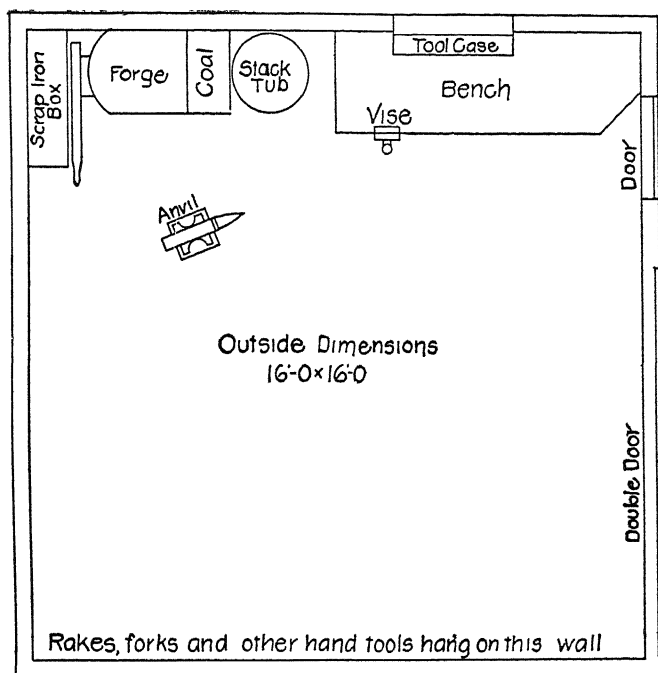 Scrap Iron
Box
Forge
Coal
Stack
Tub
Tool Case
Bench
Vise
Door
Anvil
Outside Dimensions
16'-0×16'-0
Double Door
Rakes, forks and other hand tools hang on this wall